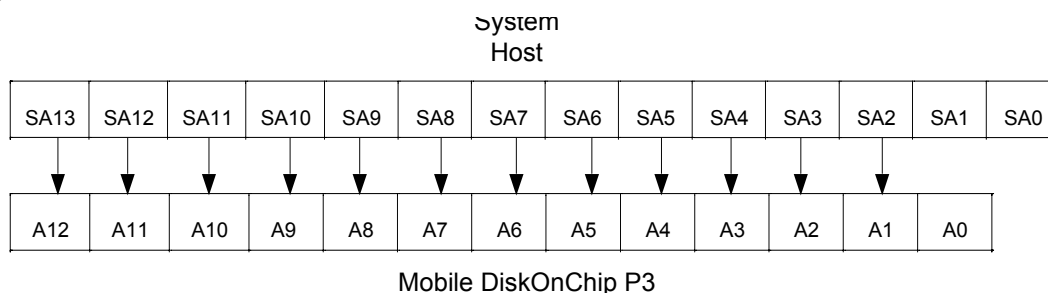 System
Host
SA13 SA12 SA11 SA10 SA9 SA8 SA7 SA6 SA5 SA4 SA3 SA2 SA1 SA0
A12 A11 A10 A9 A8 A7 A6 A5 A4 A3 A2 A1 A0
Mobile DiskOnChip P3